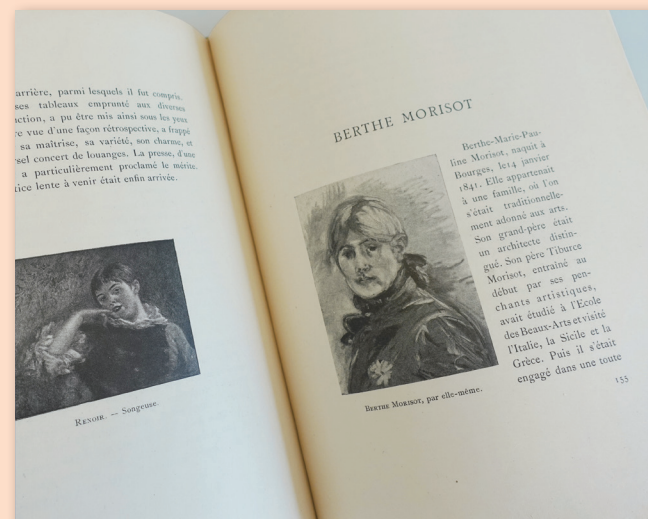 arrière, parmi lesquels il fut compris.
ses tableaux emprunté aux diverses
uction, a pu être mis ainsi sous les yeux
re vue d'une façon rétrospective, a frappé
sa maîtrise, sa variété, son charme, et
rsel concert de louanges. La presse, d'une
a particulièrement proclamé le mérite.
tice lente à venir était enfin arrivée.
RENOIR. — Songeuse.
BERTHE MORISOT
Berthe-Marie-Pau-
line Morisot, naquit à
Bourges, le14 janvier
1841. Elle appartenait
à une famille, où l'on
s'était traditionnelle-
ment adonné aux arts.
Son grand-père était
un architecte distin-
gué. Son père Tiburce
Morisot, entraîné au
début par ses pen-
chants artistiques,
avait étudié à l'École
des Beaux-Arts et visité
l'Italie, la Sicile et la
Grèce. Puis il s'était
engagé dans une toute
BERTHE MORISOT, par elle-même.
155